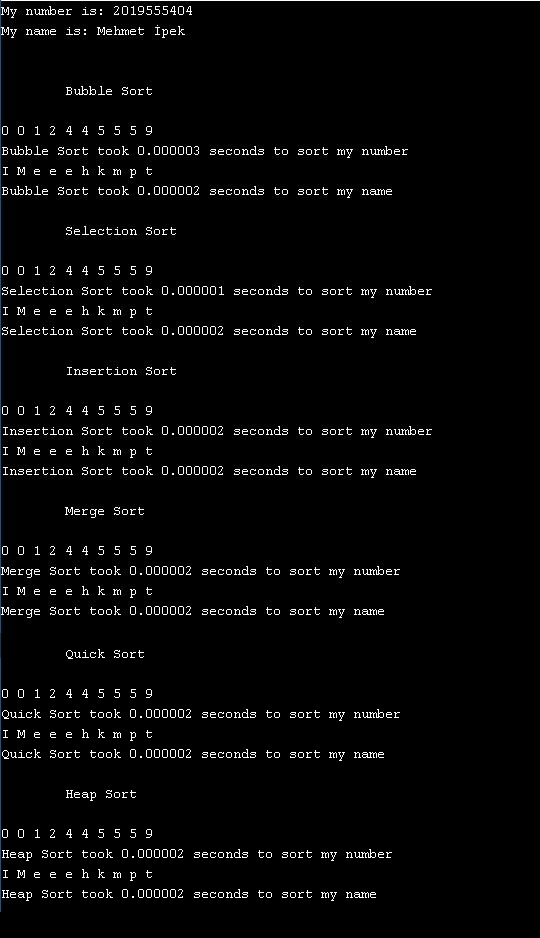 My number is: 2019555404
My name is: Mehmet İpek
Bubble Sort
0 0 1 2 4 4 5 5 5 9
Bubble Sort took 0.000003 seconds to sort my number
I M e e e h k m p t
Bubble Sort took 0.000002 seconds to sort my name
Selection Sort
0 0 1 2 4 4 5 5 5 9
Selection Sort took 0.000001 seconds to sort my number
I M e e e h k m p t
Selection Sort took 0.000002 seconds to sort my name
Insertion Sort
0 0 1 2 4 4 5 5 5 9
Insertion Sort took 0.000002 seconds to sort my number
I M e e e h k m p t
Insertion Sort took 0.000002 seconds to sort my name
Merge Sort
0 0 1 2 4 4 5 5 5 9
Merge Sort took 0.000002 seconds to sort my number
I M e e e h k m p t
Merge Sort took 0.000002 seconds to sort my name
Quick Sort
0 0 1 2 4 4 5 5 5 9
Quick Sort took 0.000002 seconds to sort my number
I M e e e h k m p t
Quick Sort took 0.000002 seconds to sort my name
Heap Sort
0 0 1 2 4 4 5 5 5 9
Heap Sort took 0.000002 seconds to sort my number
I M e e e h k m p t
Heap Sort took 0.000002 seconds to sort my name